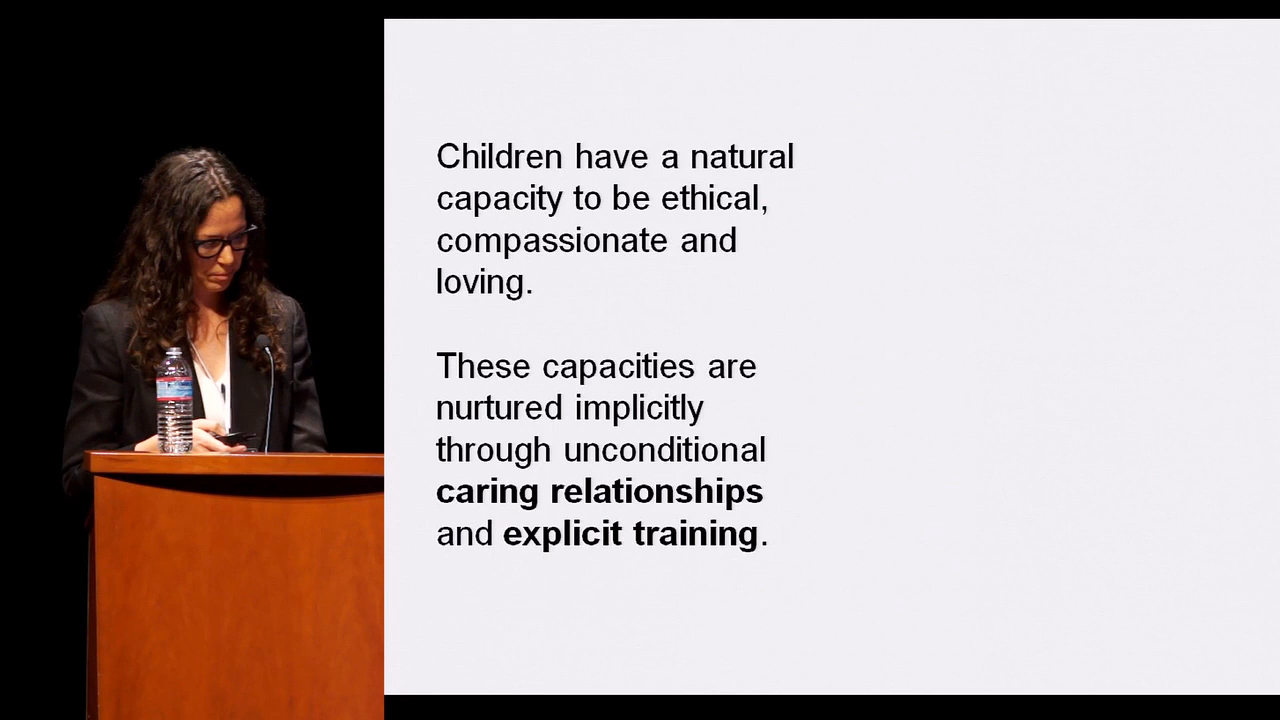 Children have a natural
capacity to be ethical,
compassionate and
loving.
These capacities are
nurtured implicitly
through unconditional
caring relationships
and explicit training.